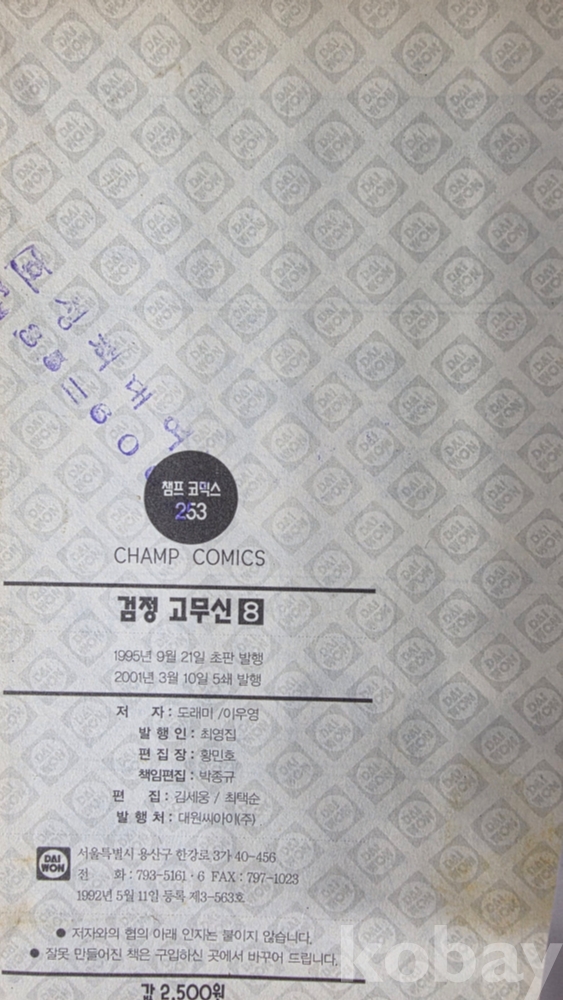 효성책대여
85=60
챔프 코믹스
253
CHAMP COMICS
검정 고무신 8
1995년 9월 21일 초판 발행
2001년 3월 10일 5쇄 발행
저 자 : 도래미 /이우영
발 행 인 : 최영집
편 집 장 : 황민호
책임편집 : 박종규
편 집 : 김세웅 / 최택순
발 행 처 : 대원씨아이(주)
DAI WON
서울특별시 용산구 한강로 3가 40-456
전 화 : 793-5161·6 FAX : 797-1023
1992년 5월 11일 등록 제3-563호
● 저자와의 협의 아래 인지는 붙이지 않습니다.
● 잘못 만들어진 책은 구입하신 곳에서 바꾸어 드립니다.
값 2,500원
kobay